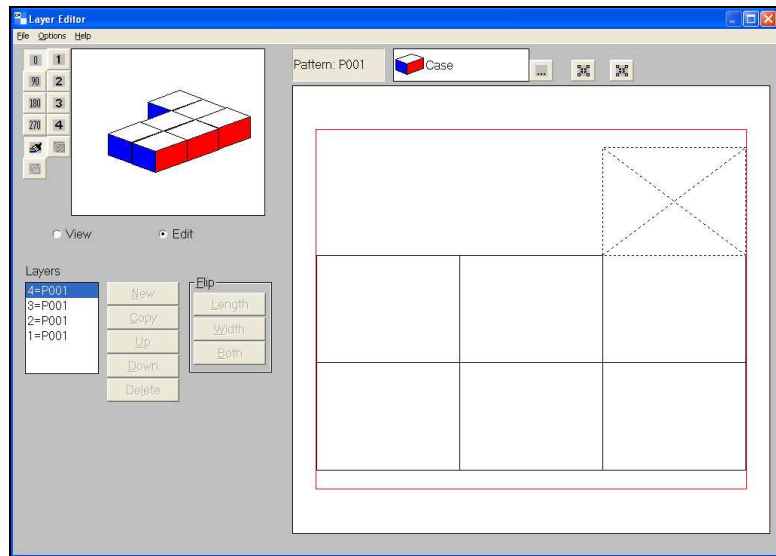 Layer Editor
File Options Help
0 1
90 2
180 3
270 4
View Edit
Layers
4=P001
3=P001
2=P001
1=P001
New
Copy
Up
Down
Delete
Flip
Length
Width
Both
Pattern: P001
Case
...